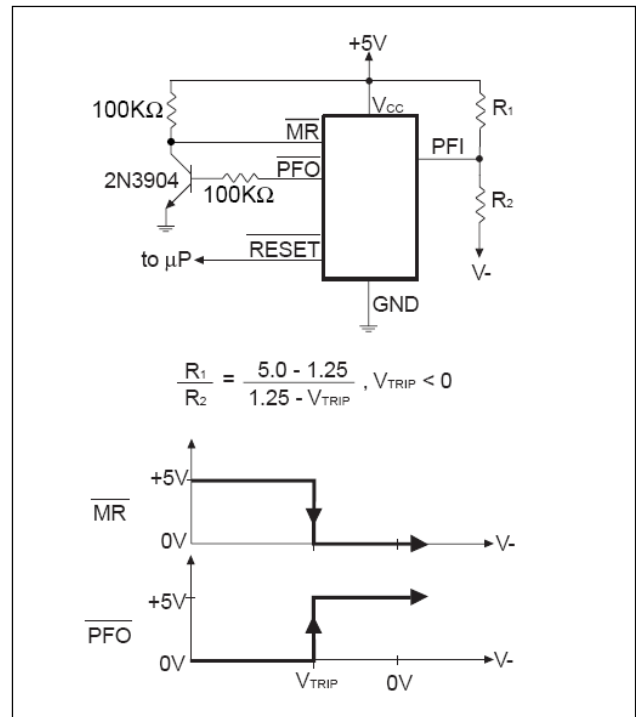 +5V
100KΩ
VCC
R1
MR
PFI
PFO
2N3904
100KΩ
R2
RESET
to μP
V-
GND
R1 / R2 = 5.0 - 1.25 / 1.25 - VTRIP , VTRIP < 0
+5V
MR
0V
V-
+5V
PFO
0V
V-
VTRIP
0V